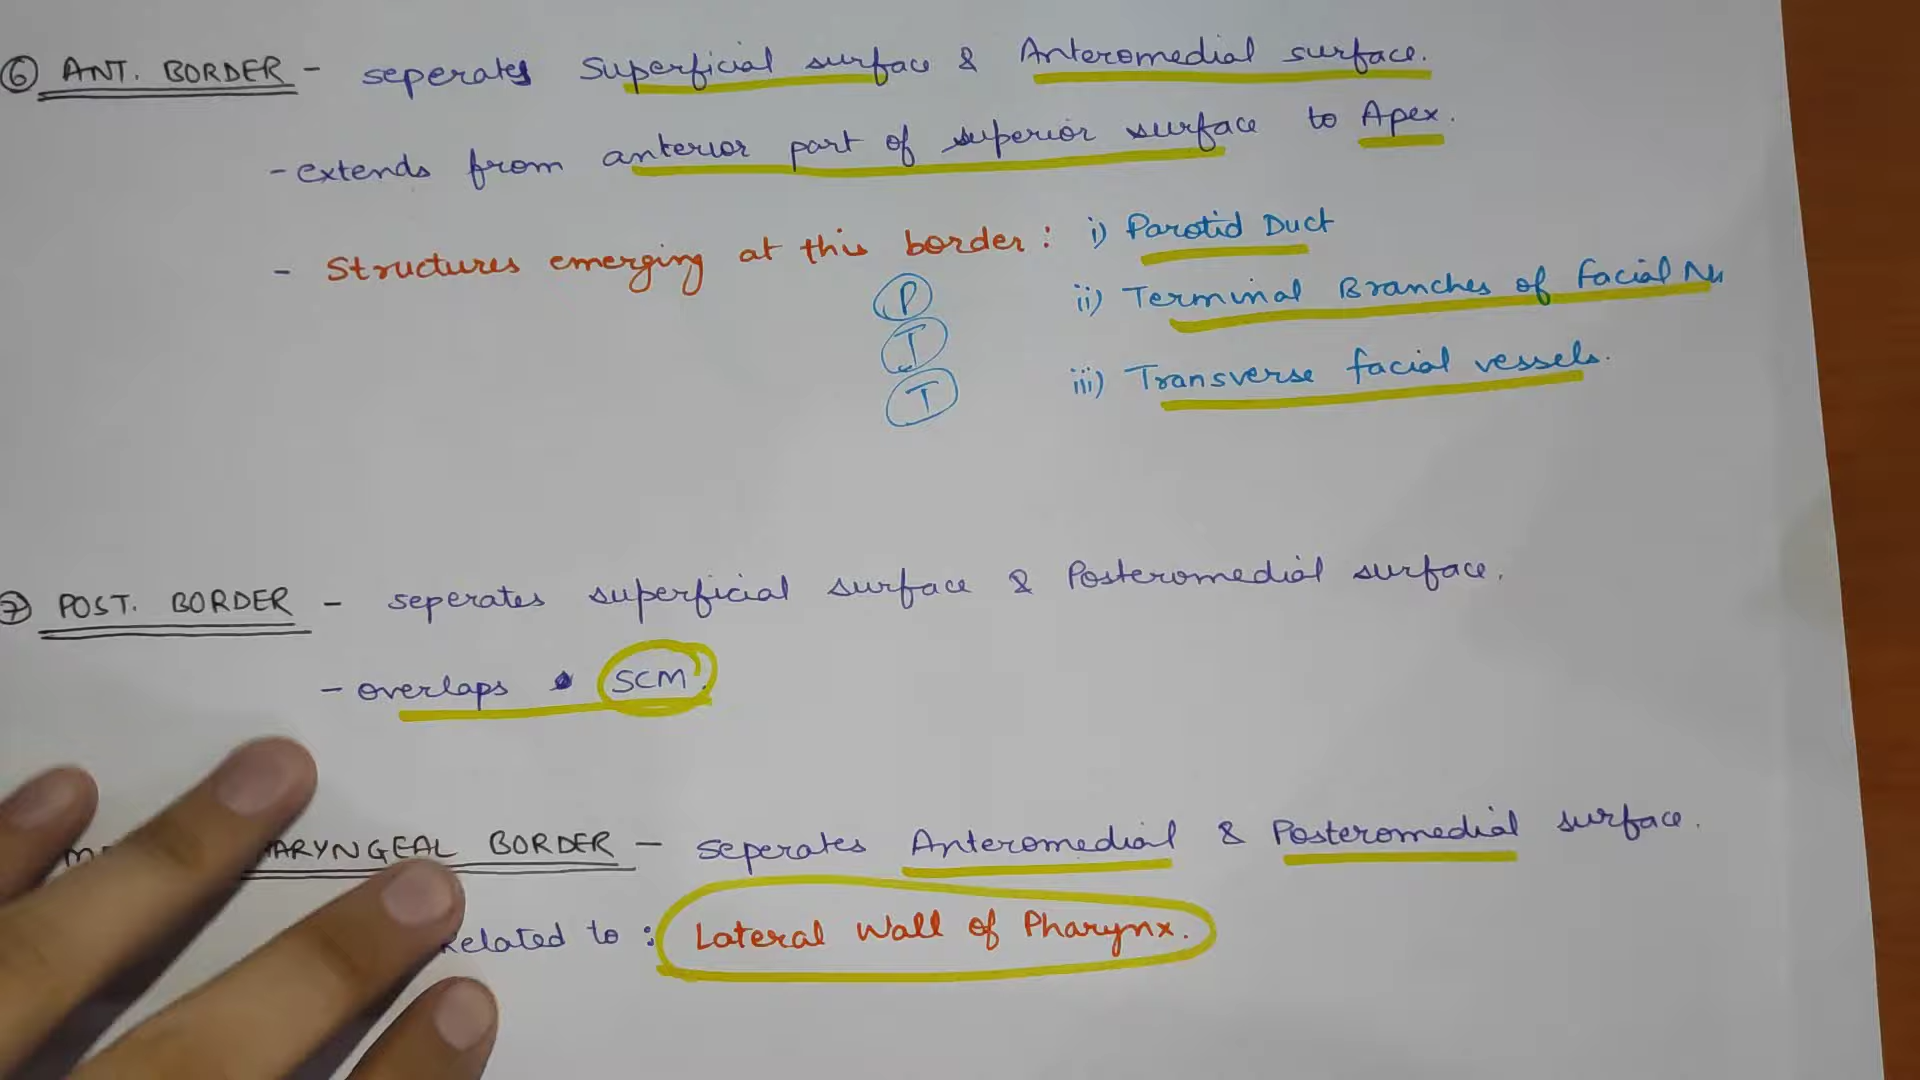 ⑥ ANT. BORDER - seperates Superficial surface & Anteromedial surface.
- extends from anterior part of superior surface to Apex.
- Structures emerging at this border : i) Parotid Duct
P ii) Terminal Branches of facial Nu
T
T iii) Transverse facial vessels.
⑦ POST. BORDER - seperates superficial surface & Posteromedial surface.
- overlaps SCM.
BORDER - seperates Anteromedial & Posteromedial surface.
Related to : Lateral Wall of Pharynx.